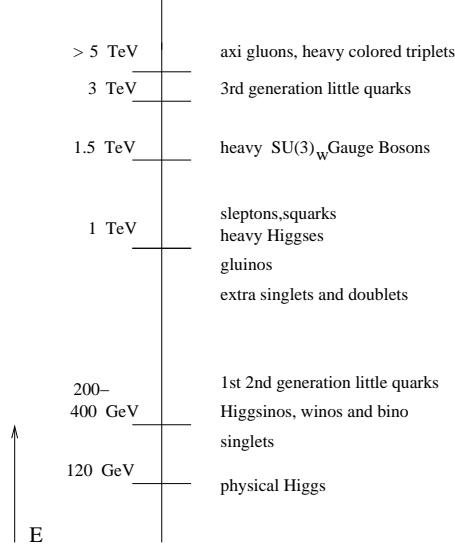 > 5 TeV axi gluons, heavy colored triplets
3 TeV 3rd generation little quarks
1.5 TeV heavy SU(3)w Gauge Bosons
sleptons,squarks
1 TeV heavy Higgses
gluinos
extra singlets and doublets
200– 1st 2nd generation little quarks
400 GeV Higgsinos, winos and bino
singlets
120 GeV physical Higgs
E